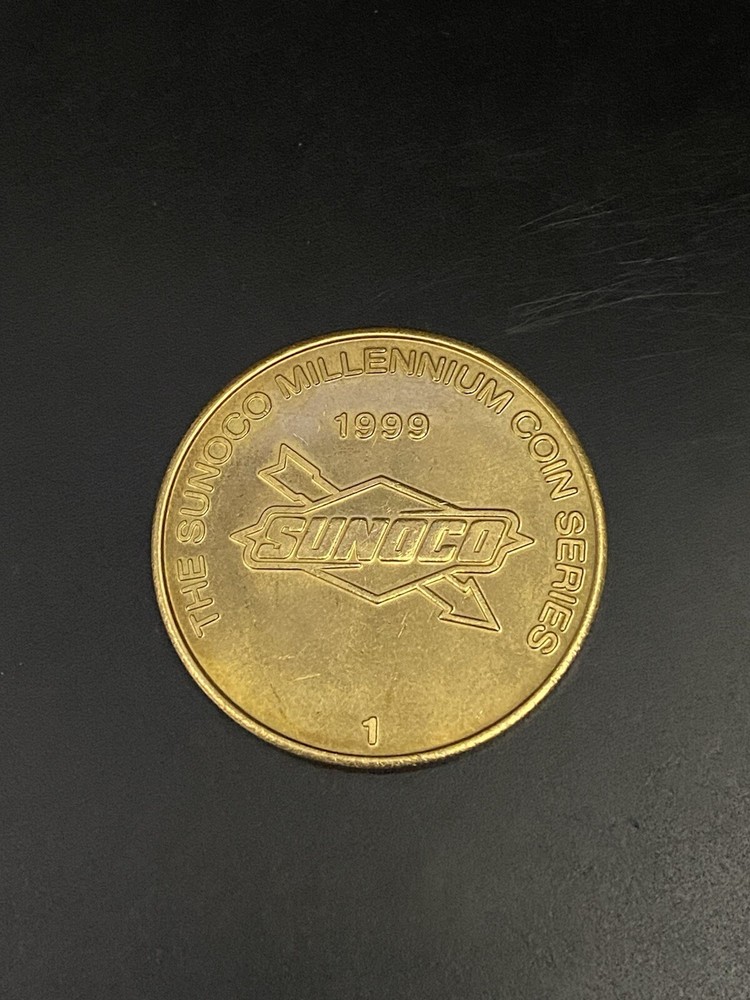 THE SUNOCO MILLENNIUM COIN SERIES
1999
SUNOCO
1